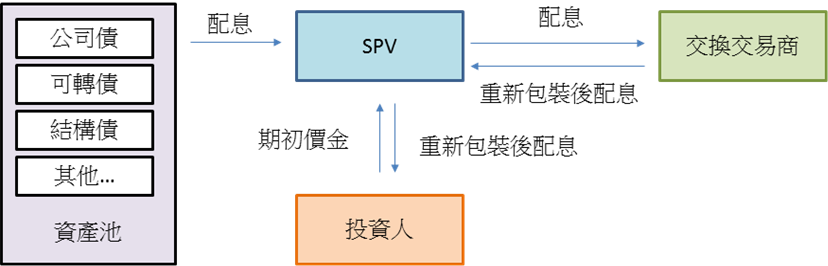 公司債
可轉債
結構債
其他...
資產池
配息
SPV
配息
重新包裝後配息
交換交易商
期初價金
重新包裝後配息
投資人